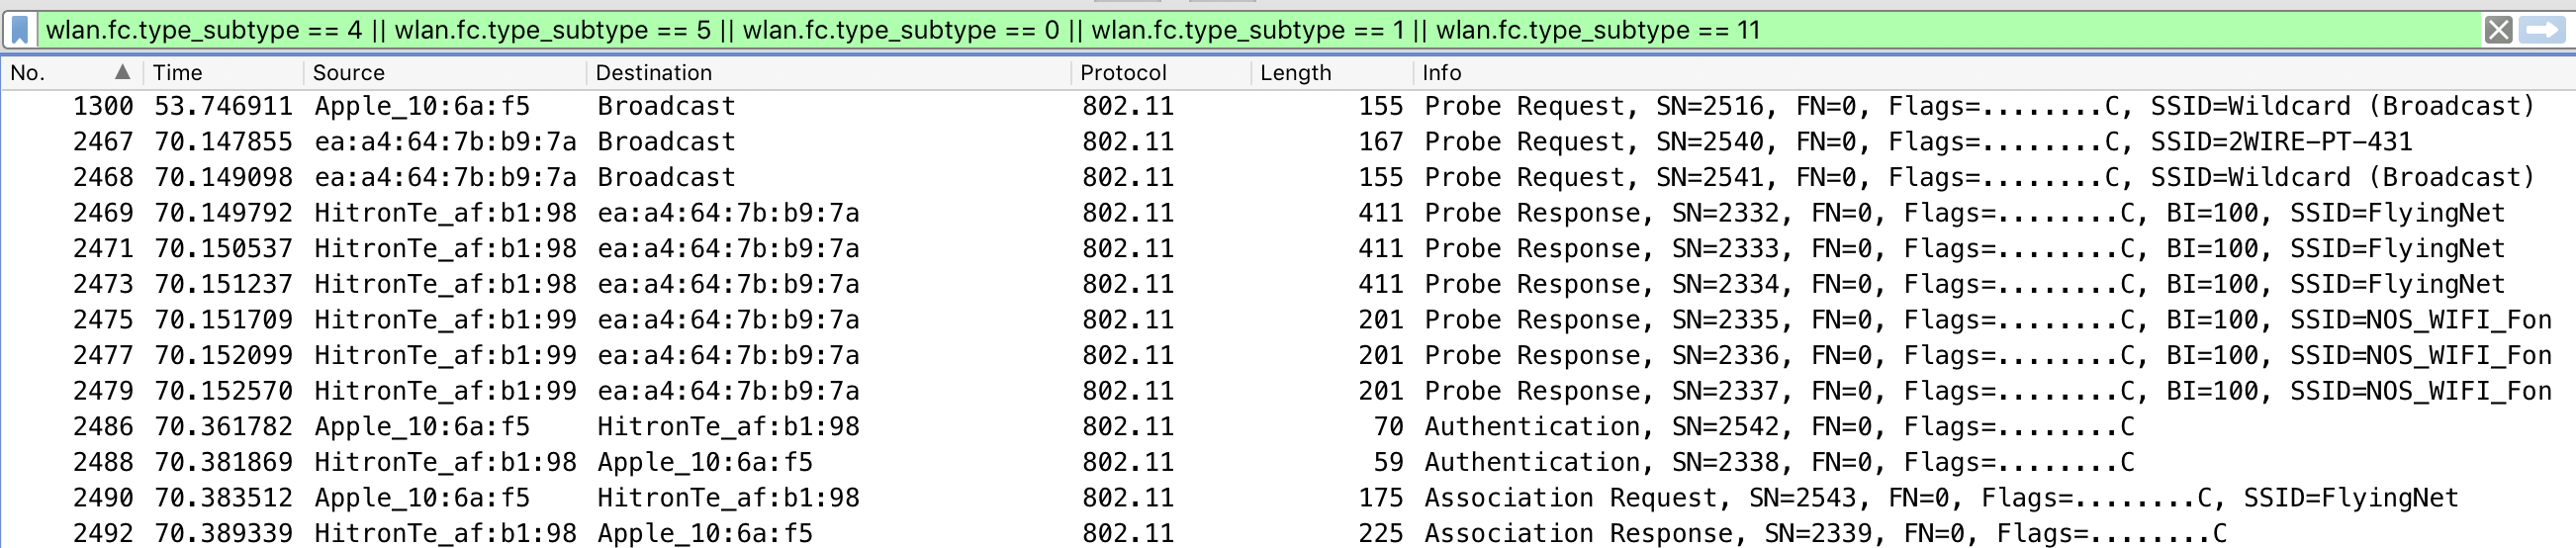 wlan.fc.type_subtype == 4 || wlan.fc.type_subtype == 5 || wlan.fc.type_subtype == 0 || wlan.fc.type_subtype == 1 || wlan.fc.type_subtype == 11
No. Time Source Destination Protocol Length Info
1300 53.746911 Apple_10:6a:f5 Broadcast 802.11 155 Probe Request, SN=2516, FN=0, Flags=........C, SSID=Wildcard (Broadcast)
2467 70.147855 ea:a4:64:7b:b9:7a Broadcast 802.11 167 Probe Request, SN=2540, FN=0, Flags=........C, SSID=2WIRE-PT-431
2468 70.149098 ea:a4:64:7b:b9:7a Broadcast 802.11 155 Probe Request, SN=2541, FN=0, Flags=........C, SSID=Wildcard (Broadcast)
2469 70.149792 HitronTe_af:b1:98 ea:a4:64:7b:b9:7a 802.11 411 Probe Response, SN=2332, FN=0, Flags=........C, BI=100, SSID=FlyingNet
2471 70.150537 HitronTe_af:b1:98 ea:a4:64:7b:b9:7a 802.11 411 Probe Response, SN=2333, FN=0, Flags=........C, BI=100, SSID=FlyingNet
2473 70.151237 HitronTe_af:b1:98 ea:a4:64:7b:b9:7a 802.11 411 Probe Response, SN=2334, FN=0, Flags=........C, BI=100, SSID=FlyingNet
2475 70.151709 HitronTe_af:b1:99 ea:a4:64:7b:b9:7a 802.11 201 Probe Response, SN=2335, FN=0, Flags=........C, BI=100, SSID=NOS_WIFI_Fon
2477 70.152099 HitronTe_af:b1:99 ea:a4:64:7b:b9:7a 802.11 201 Probe Response, SN=2336, FN=0, Flags=........C, BI=100, SSID=NOS_WIFI_Fon
2479 70.152570 HitronTe_af:b1:99 ea:a4:64:7b:b9:7a 802.11 201 Probe Response, SN=2337, FN=0, Flags=........C, BI=100, SSID=NOS_WIFI_Fon
2486 70.361782 Apple_10:6a:f5 HitronTe_af:b1:98 802.11 70 Authentication, SN=2542, FN=0, Flags=........C
2488 70.381869 HitronTe_af:b1:98 Apple_10:6a:f5 802.11 59 Authentication, SN=2338, FN=0, Flags=........C
2490 70.383512 Apple_10:6a:f5 HitronTe_af:b1:98 802.11 175 Association Request, SN=2543, FN=0, Flags=........C, SSID=FlyingNet
2492 70.389339 HitronTe_af:b1:98 Apple_10:6a:f5 802.11 225 Association Response, SN=2339, FN=0, Flags=........C